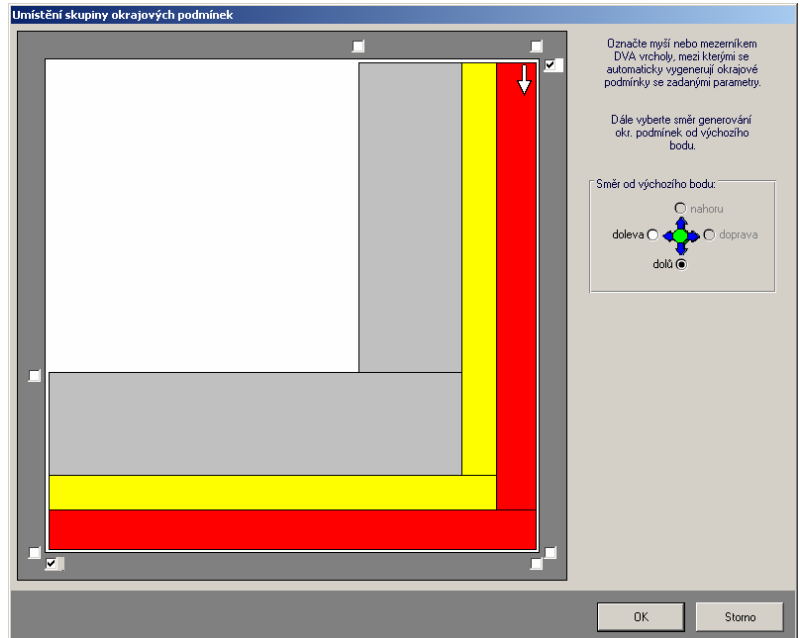 Umístění skupiny okrajových podmínek
Označte myší nebo mezerníkem
DVA vrcholy, mezi kterými se
automaticky vygenerují okrajové
podmínky se zadanými parametry.
Dále vyberte směr generování
okr. podmínek od výchozího
bodu.
Směr od výchozího bodu:
nahoru
doleva
doprava
dolů
OK
Storno